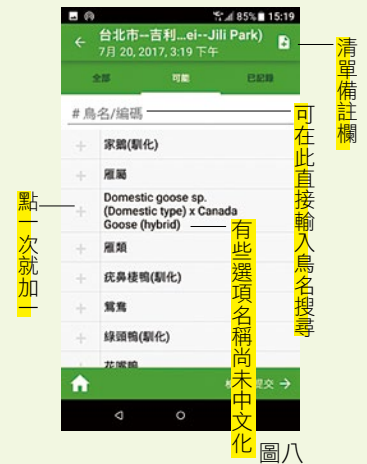 85% 15:19
台北市--吉利...ei--Jili Park)
7月 20, 2017, 3:19 下午
全部 可能 已記錄
# 鳥名/編碼
家鵝(馴化)
雁屬
Domestic goose sp.
(Domestic type) x Canada
Goose (hybrid)
雁類
疣鼻棲鴨(馴化)
鴛鴦
綠頭鴨(馴化)
花嘴鴨
提交
清單備註欄
可在此直接輸入鳥名搜尋
有些選項名稱尚未中文化
點一次就加一
圖八